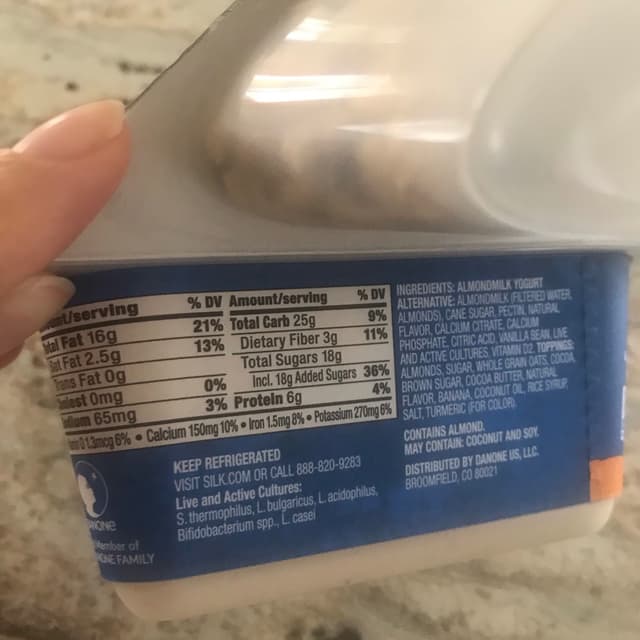 % DV Amount/serving % DV
Fat 16g 21% Total Carb 25g 9%
Fat 2.5g 13% Dietary Fiber 3g 11%
Fat 0g Total Sugars 18g
0mg 0% Incl. 18g Added Sugars 36%
65mg 3% Protein 6g 4%
1.3mcg 6% • Calcium 150mg 10% • Iron 1.5mg 8% • Potassium 270mg 6%
KEEP REFRIGERATED
VISIT SILK.COM OR CALL 888-820-9283
Live and Active Cultures:
S. thermophilus, L. bulgaricus, L. acidophilus,
Bifidobacterium spp., L. casei
of
FAMILY
INGREDIENTS: ALMONDMILK YOGURT
ALTERNATIVE: ALMONDMILK (FILTERED WATER,
ALMONDS), CANE SUGAR, PECTIN, NATURAL
FLAVOR, CALCIUM CITRATE, CALCIUM
PHOSPHATE, CITRIC ACID, VANILLA BEAN, LIVE
AND ACTIVE CULTURES, VITAMIN D2. TOPPINGS:
ALMONDS, SUGAR, WHOLE GRAIN OATS, COCOA,
BROWN SUGAR, COCOA BUTTER, NATURAL
FLAVOR, BANANA, COCONUT OIL, RICE SYRUP,
SALT, TURMERIC (FOR COLOR).
CONTAINS ALMOND.
MAY CONTAIN: COCONUT AND SOY.
DISTRIBUTED BY DANONE US, LLC.
BROOMFIELD, CO 80021